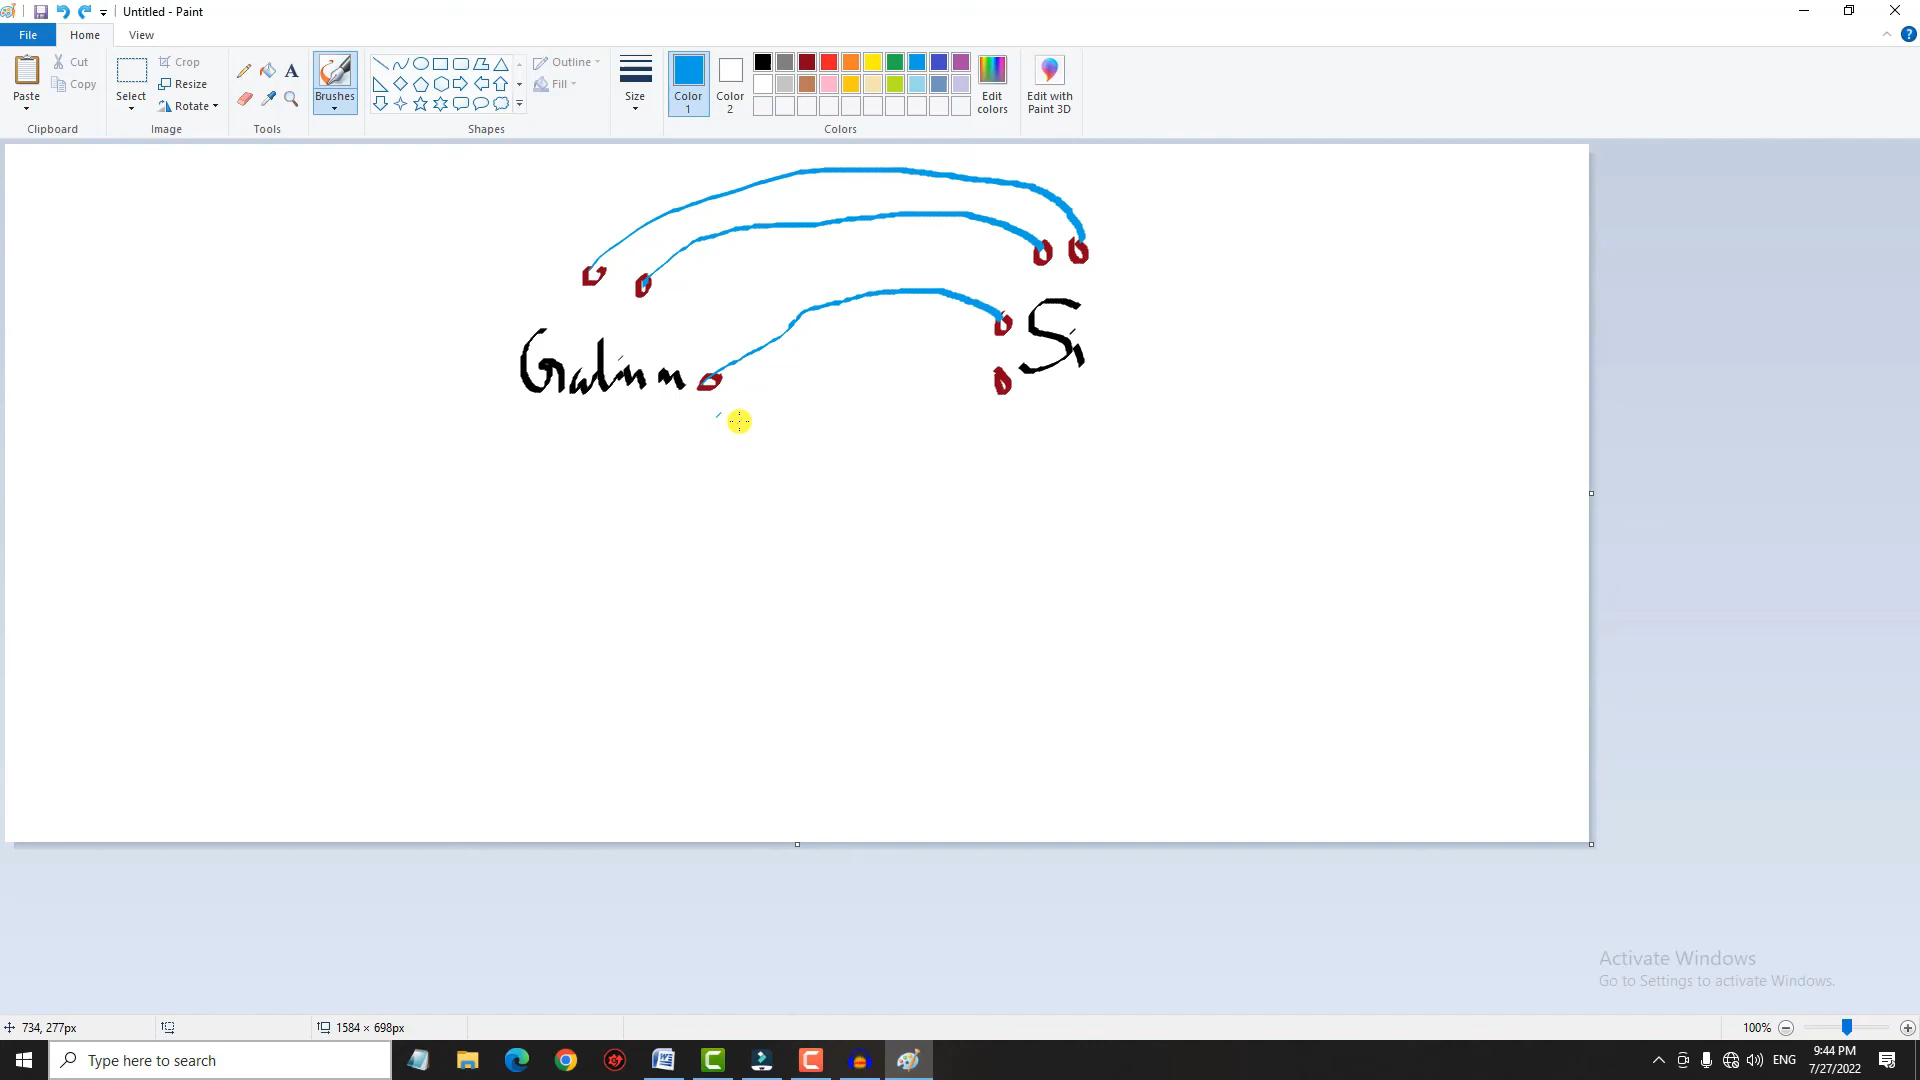 Untitled - Paint
File Home View
Paste Cut Copy Clipboard
Select Crop Resize Rotate Image
A Tools
Brushes
Outline Fill Shapes
Size
Color 1 Color 2 Edit colors Colors
Edit with Paint 3D
Galium Si
Activate Windows
Go to Settings to activate Windows.
734, 277px 1584 × 698px 100%
Type here to search ENG 9:44 PM
7/27/2022